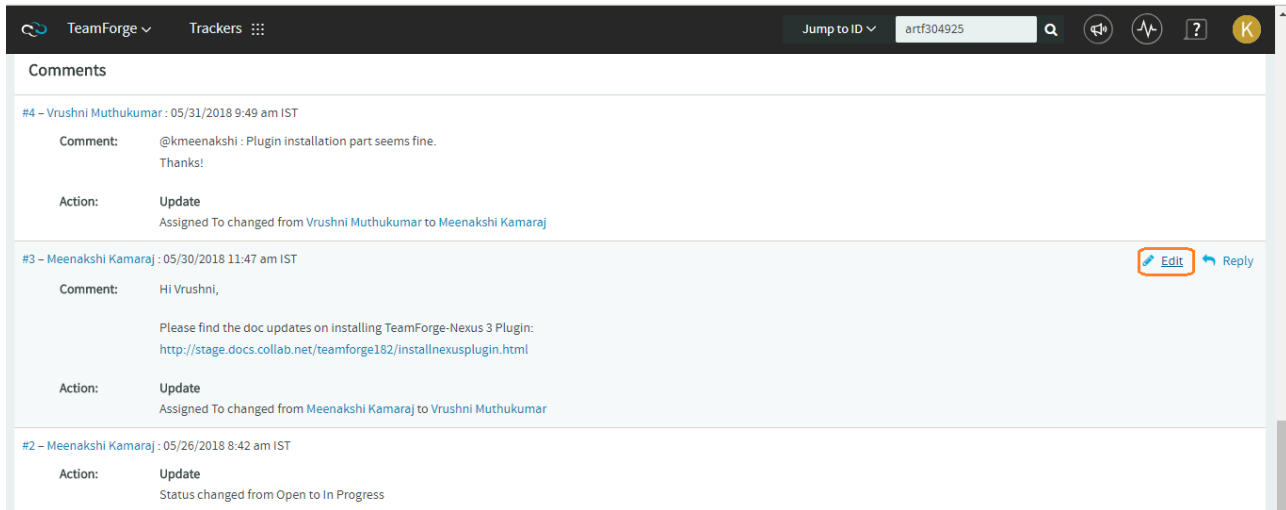 TeamForge Trackers Jump to ID artf304925 ? K
Comments
#4 – Vrushni Muthukumar : 05/31/2018 9:49 am IST
Comment: @kmeenakshi : Plugin installation part seems fine.
Thanks!
Action: Update
Assigned To changed from Vrushni Muthukumar to Meenakshi Kamaraj
#3 – Meenakshi Kamaraj : 05/30/2018 11:47 am IST Edit Reply
Comment: Hi Vrushni,
Please find the doc updates on installing TeamForge-Nexus 3 Plugin:
http://stage.docs.collab.net/teamforge182/installnexusplugin.html
Action: Update
Assigned To changed from Meenakshi Kamaraj to Vrushni Muthukumar
#2 – Meenakshi Kamaraj : 05/26/2018 8:42 am IST
Action: Update
Status changed from Open to In Progress